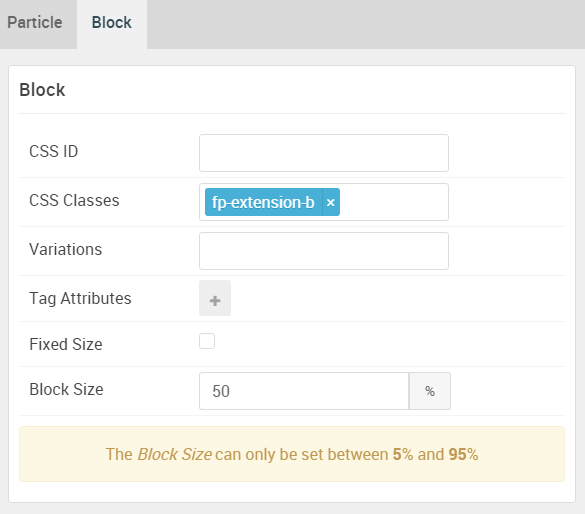 Particle Block
Block
CSS ID
CSS Classes fp-extension-b ×
Variations
Tag Attributes +
Fixed Size
Block Size 50 %
The Block Size can only be set between 5% and 95%